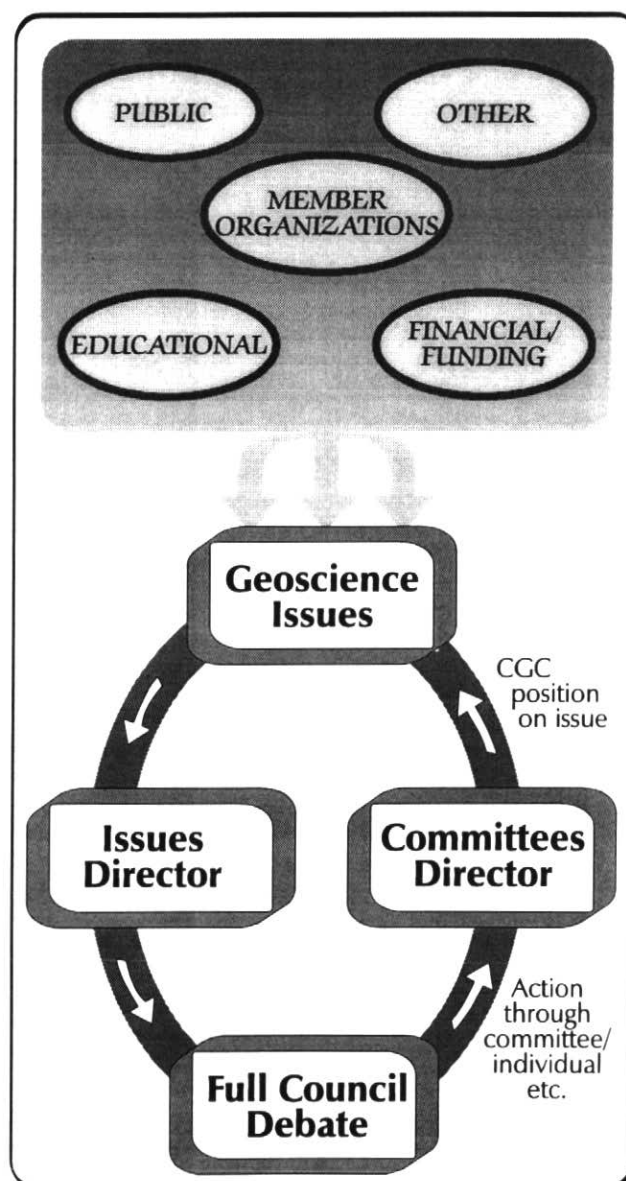 PUBLIC
OTHER
MEMBER
ORGANIZATIONS
EDUCATIONAL
FINANCIAL/
FUNDING
Geoscience
Issues
CGC
position
on issue
Issues
Director
Committees
Director
Action
through
committee/
individual
etc.
Full Council
Debate